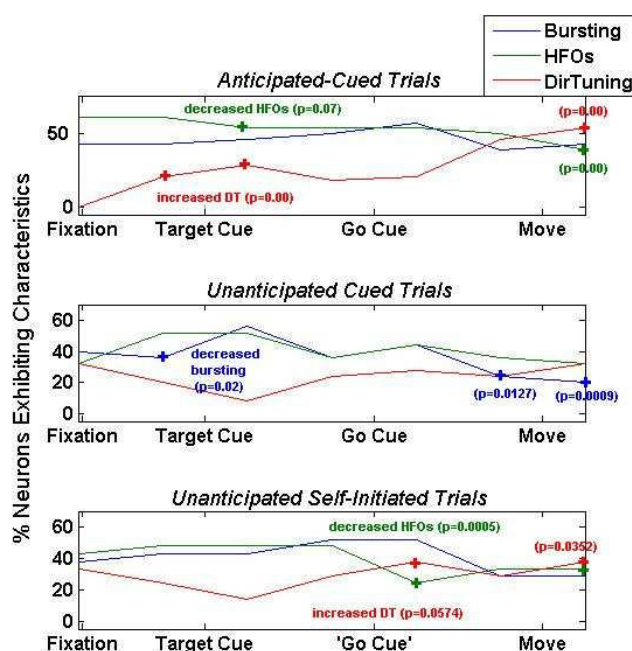 Bursting
HFOs
DirTuning
% Neurons Exhibiting Characteristics
Anticipated-Cued Trials
decreased HFOs (p=0.07)
(p=0.00)
50
(p=0.00)
increased DT (p=0.00)
0
Fixation Target Cue Go Cue Move
Unanticipated Cued Trials
60
40
decreased
bursting
(p=0.02)
20
(p=0.0127)
(p=0.0009)
0
Fixation Target Cue Go Cue Move
Unanticipated Self-Initiated Trials
60
decreased HFOs (p=0.0005)
(p=0.0352)
40
20
increased DT (p=0.0574)
0
Fixation Target Cue 'Go Cue' Move